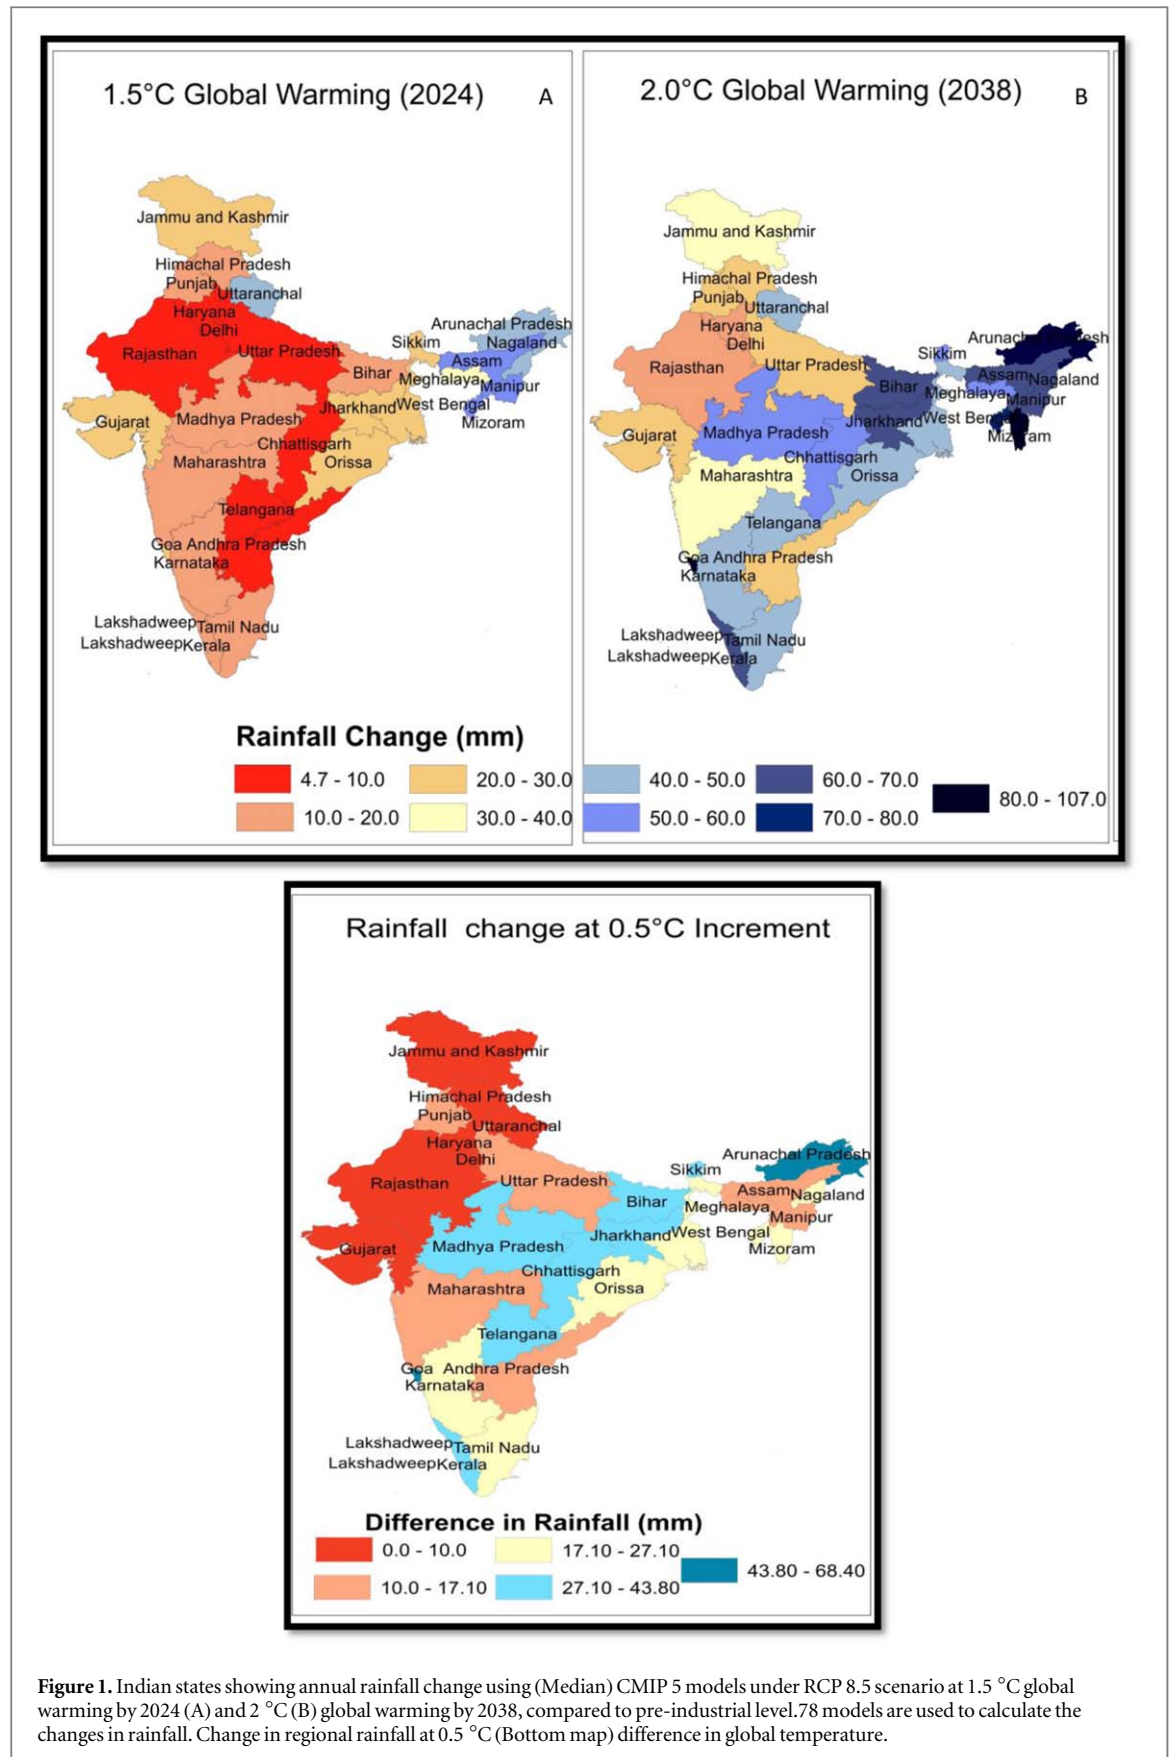 1.5°C Global Warming (2024) A
Jammu and Kashmir
Himachal Pradesh
Punjab
Uttaranchal
Haryana
Delhi
Rajasthan
Uttar Pradesh
Sikkim
Arunachal Pradesh
Nagaland
Assam
Bihar
Meghalaya
Manipur
Gujarat
Madhya Pradesh
Jharkhand
West Bengal
Mizoram
Chhattisgarh
Maharashtra
Orissa
Telangana
Goa Andhra Pradesh
Karnataka
Lakshadweep
Tamil Nadu
Lakshadweep
Kerala
2.0°C Global Warming (2038) B
Jammu and Kashmir
Himachal Pradesh
Punjab
Uttaranchal
Haryana
Delhi
Rajasthan
Uttar Pradesh
Sikkim
Arunachal Pradesh
Assam
Nagaland
Bihar
Meghalaya
Manipur
Gujarat
Madhya Pradesh
Jharkhand
West Bengal
Mizoram
Chhattisgarh
Maharashtra
Orissa
Telangana
Goa Andhra Pradesh
Karnataka
Lakshadweep
Tamil Nadu
Lakshadweep
Kerala
Rainfall Change (mm)
4.7 - 10.0
20.0 - 30.0
40.0 - 50.0
60.0 - 70.0
80.0 - 107.0
10.0 - 20.0
30.0 - 40.0
50.0 - 60.0
70.0 - 80.0
Rainfall change at 0.5°C Increment
Jammu and Kashmir
Himachal Pradesh
Punjab
Uttaranchal
Haryana
Delhi
Rajasthan
Uttar Pradesh
Sikkim
Arunachal Pradesh
Assam
Nagaland
Bihar
Meghalaya
Manipur
Gujarat
Madhya Pradesh
Jharkhand
West Bengal
Mizoram
Chhattisgarh
Maharashtra
Orissa
Telangana
Goa Andhra Pradesh
Karnataka
Lakshadweep
Tamil Nadu
Lakshadweep
Kerala
Difference in Rainfall (mm)
0.0 - 10.0
17.10 - 27.10
43.80 - 68.40
10.0 - 17.10
27.10 - 43.80
Figure 1. Indian states showing annual rainfall change using (Median) CMIP 5 models under RCP 8.5 scenario at 1.5 °C global
warming by 2024 (A) and 2 °C (B) global warming by 2038, compared to pre-industrial level.78 models are used to calculate the
changes in rainfall. Change in regional rainfall at 0.5 °C (Bottom map) difference in global temperature.